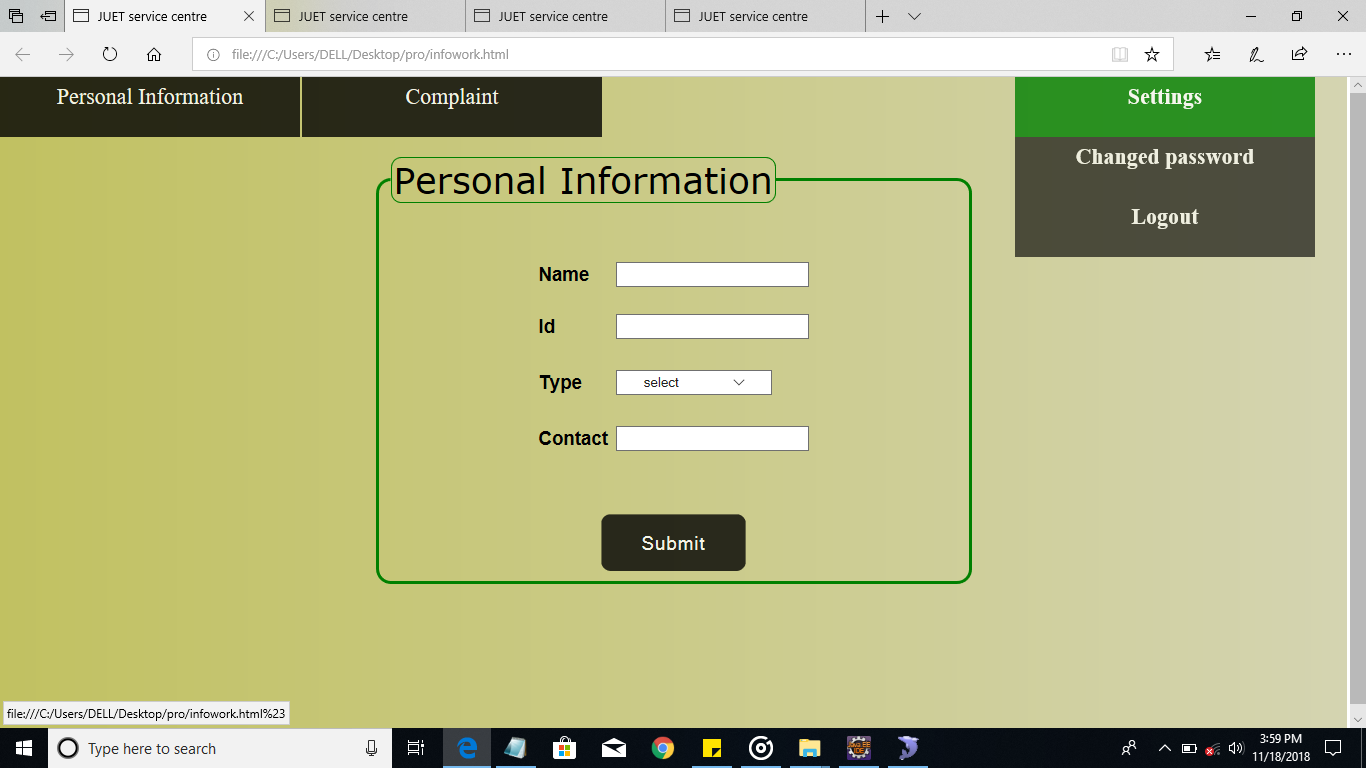 JUET service centre JUET service centre JUET service centre JUET service centre
file:///C:/Users/DELL/Desktop/pro/infowork.html
Personal Information Complaint Settings
Changed password
Logout
Personal Information
Name
Id
Type select
Contact
Submit
file:///C:/Users/DELL/Desktop/pro/infowork.html%23
Type here to search
3:59 PM
11/18/2018